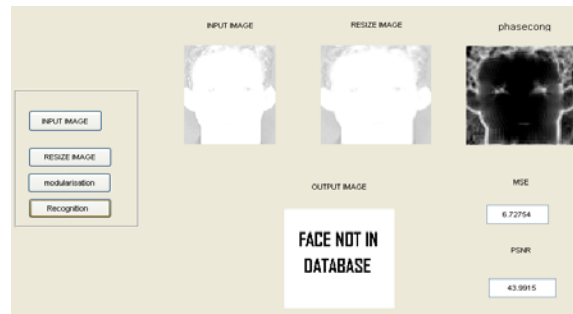 INPUT IMAGE
RESIZE IMAGE
phasecong
INPUT IMAGE
RESIZE IMAGE
modularisation
Recognition
OUTPUT IMAGE
FACE NOT IN
DATABASE
MSE
6.72754
PSNR
43.9915